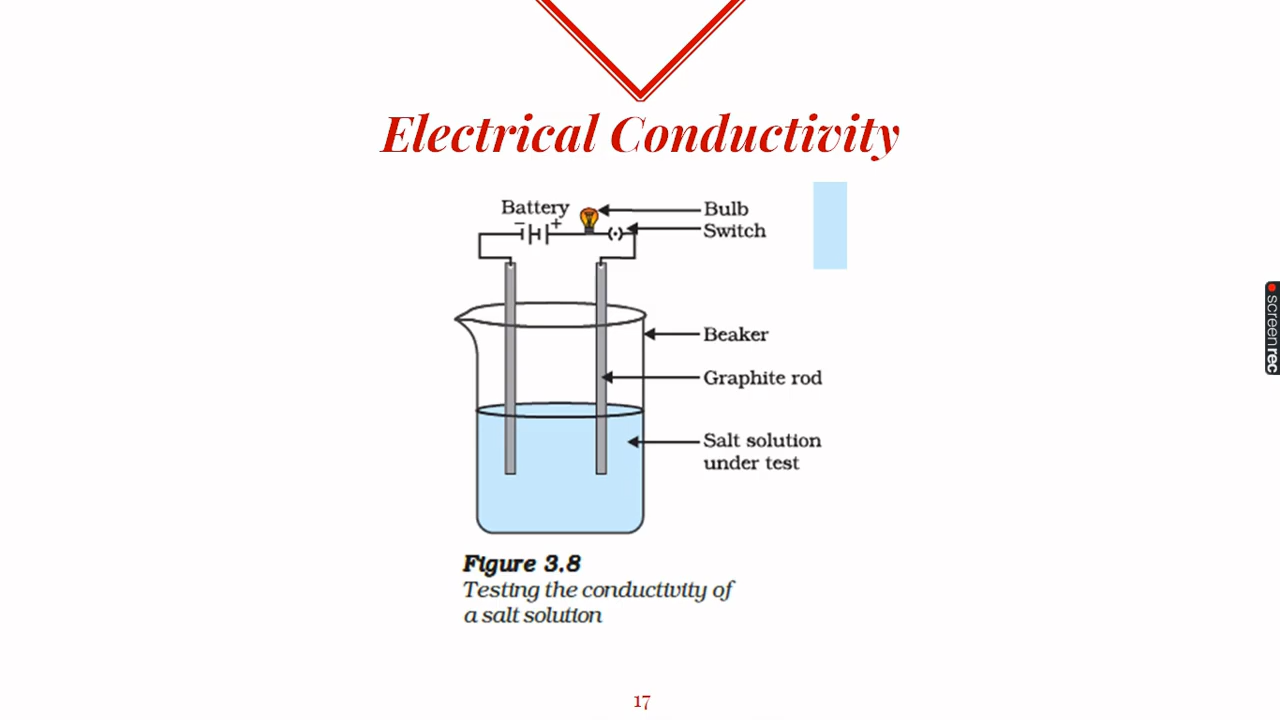 Electrical Conductivity
Battery
Bulb
− +
Switch
Beaker
Graphite rod
Salt solution
under test
Figure 3.8
Testing the conductivity of
a salt solution
17
screenrec